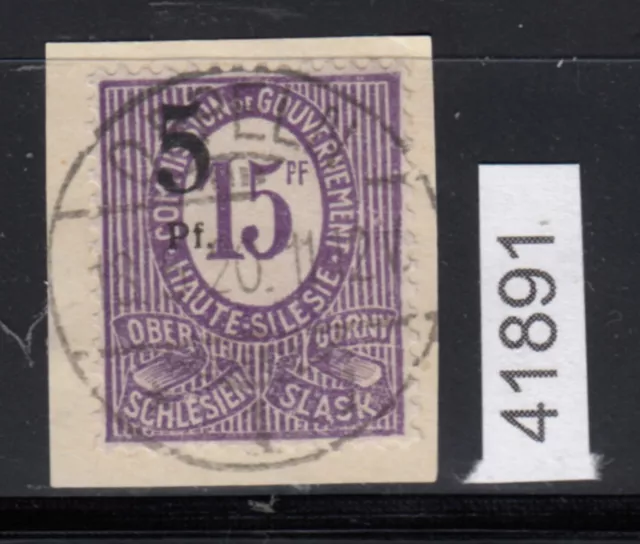 COMMISSION DE GOUVERNEMENT
HAUTE-SILESIE
5
Pf.
15
PF
OBER
SCHLESIEN
GORNY
SLASK
41891